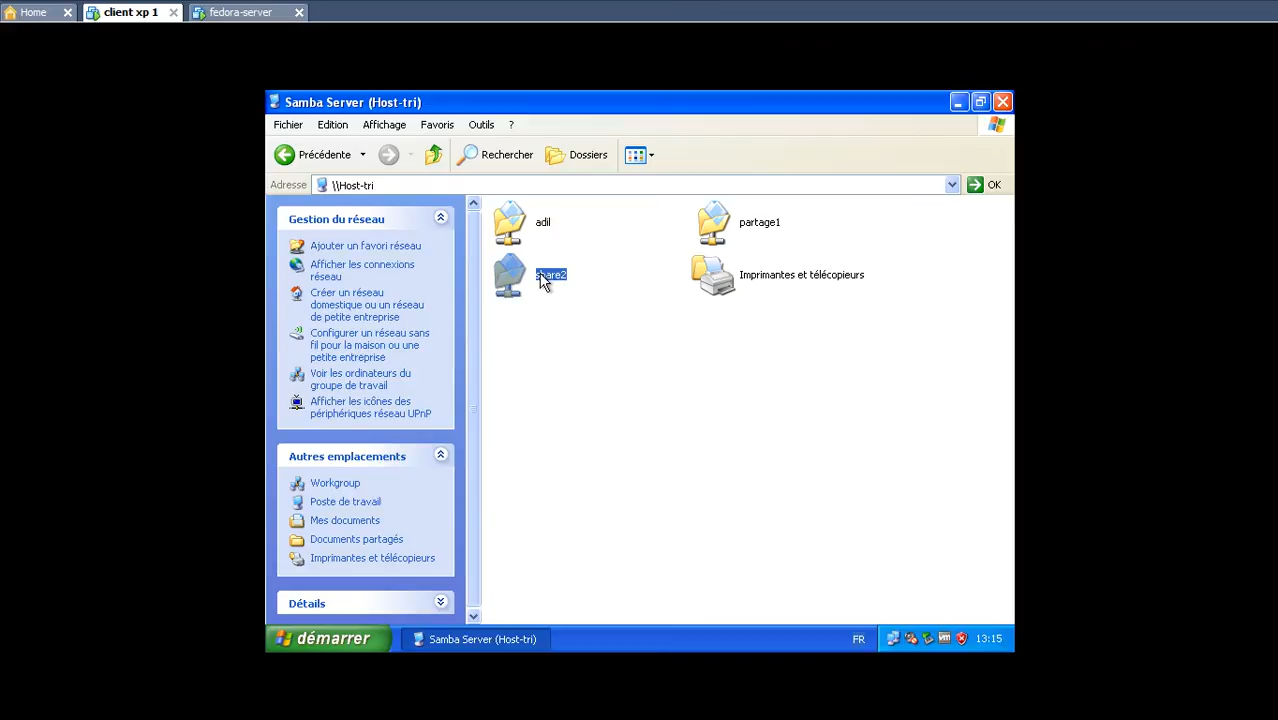 Home
client xp 1
fedora-server
Samba Server (Host-tri)
Fichier Edition Affichage Favoris Outils ?
Précédente Rechercher Dossiers
Adresse \\Host-tri OK
Gestion du réseau
Ajouter un favori réseau
Afficher les connexions
réseau
Créer un réseau
domestique ou un réseau
de petite entreprise
Configurer un réseau sans
fil pour la maison ou une
petite entreprise
Voir les ordinateurs du
groupe de travail
Afficher les icônes des
périphériques réseau UPnP
Autres emplacements
Workgroup
Poste de travail
Mes documents
Documents partagés
Imprimantes et télécopieurs
Détails
adil
partage1
share2
Imprimantes et télécopieurs
démarrer
Samba Server (Host-tri)
FR
13:15